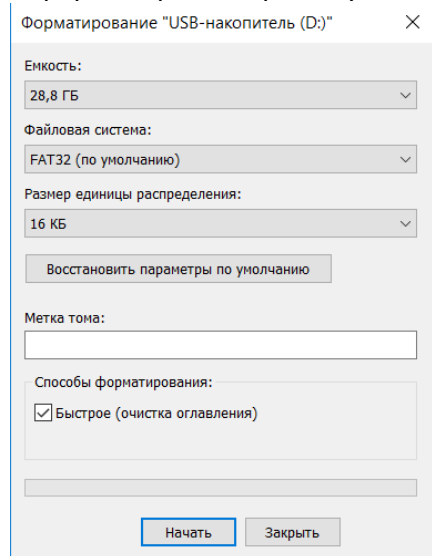 Форматирование "USB-накопитель (D:)"
Емкость:
28,8 ГБ
Файловая система:
FAT32 (по умолчанию)
Размер единицы распределения:
16 КБ
Восстановить параметры по умолчанию
Метка тома:
Способы форматирования:
Быстрое (очистка оглавления)
Начать Закрыть